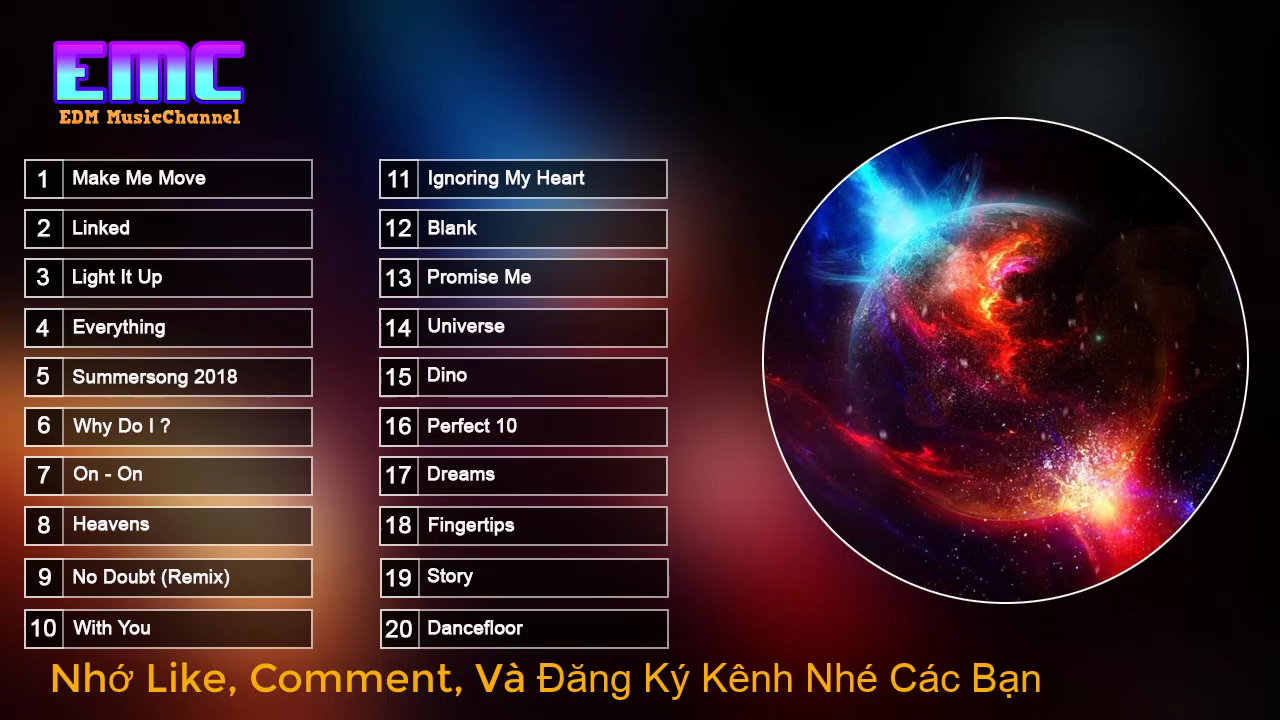 EMC
EDM MusicChannel
1 Make Me Move
2 Linked
3 Light It Up
4 Everything
5 Summersong 2018
6 Why Do I ?
7 On - On
8 Heavens
9 No Doubt (Remix)
10 With You
11 Ignoring My Heart
12 Blank
13 Promise Me
14 Universe
15 Dino
16 Perfect 10
17 Dreams
18 Fingertips
19 Story
20 Dancefloor
Nhớ Like, Comment, Và Đăng Ký Kênh Nhé Các Bạn